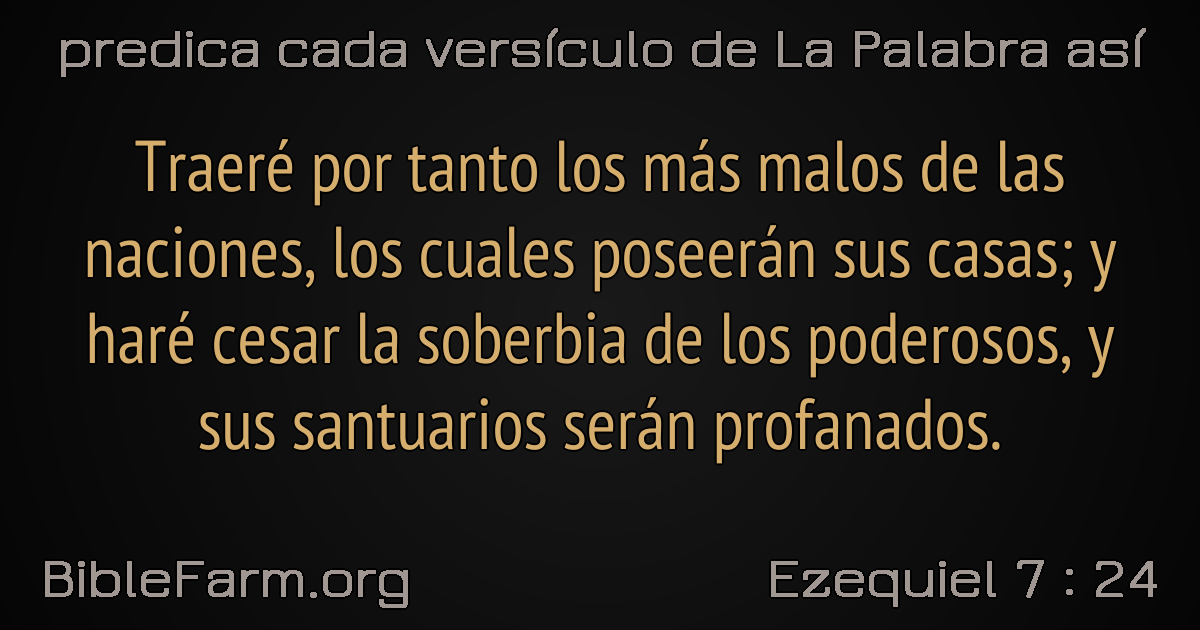 predica cada versículo de La Palabra así
Traeré por tanto los más malos de las
naciones, los cuales poseerán sus casas; y
haré cesar la soberbia de los poderosos, y
sus santuarios serán profanados.
BibleFarm.org
Ezequiel 7 : 24